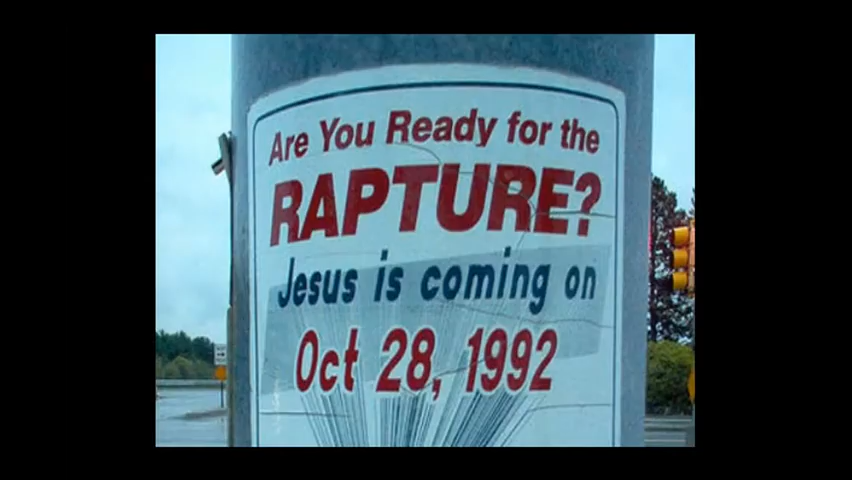 Are You Ready for the
RAPTURE?
Jesus is coming on
Oct 28, 1992